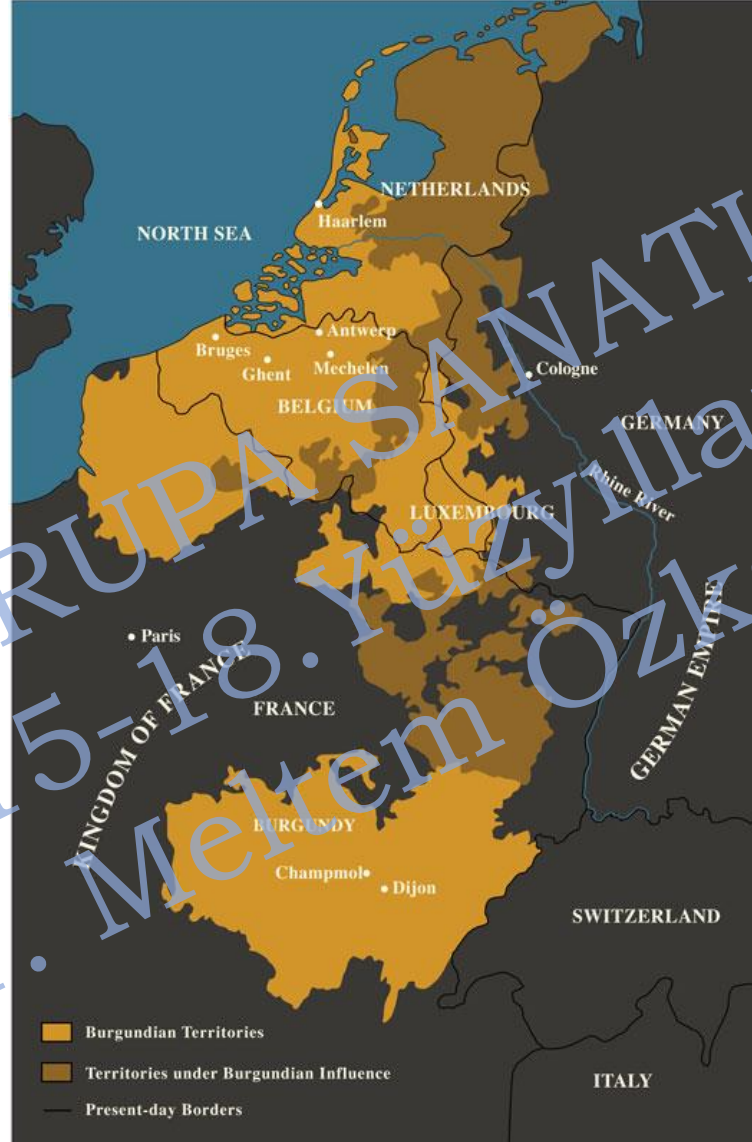 NETHERLANDS
Haarlem
NORTH SEA
Antwerp
Bruges
Ghent
Mechelen
BELGIUM
Cologne
GERMANY
Rhine River
LUXEMBOURG
Paris
KINGDOM OF FRANCE
FRANCE
GERMAN EMPIRE
BURGUNDY
Champmol
Dijon
SWITZERLAND
ITALY
Burgundian Territories
Territories under Burgundian Influence
Present-day Borders
RUPA SANATI
15-18.Yüzyılla
. Meltem Özk